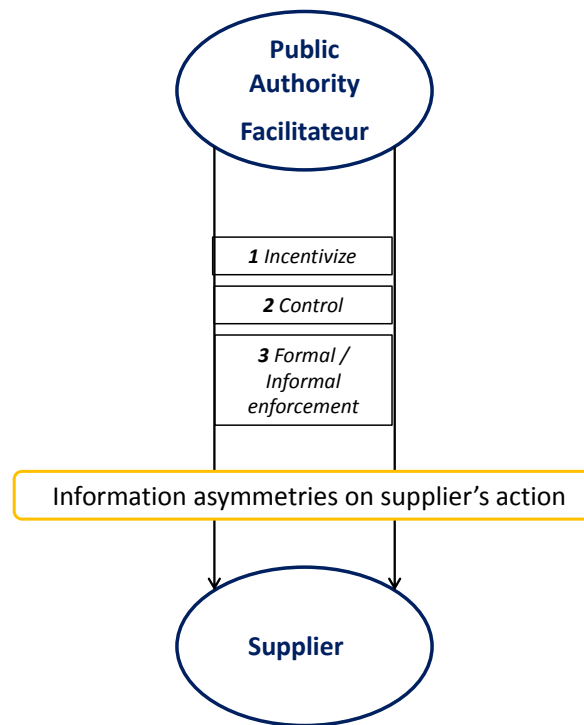 Public
Authority
Facilitateur
1 Incentivize
2 Control
3 Formal /
Informal
enforcement
Information asymmetries on supplier’s action
Supplier